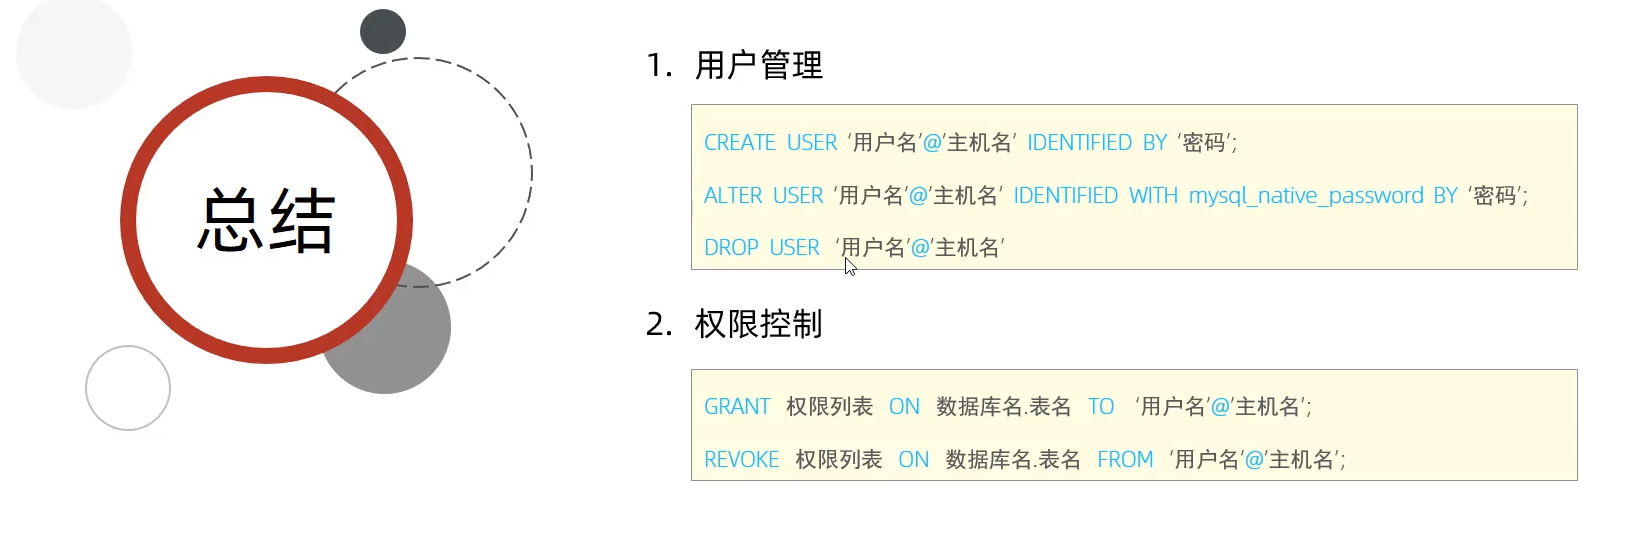 总结
1. 用户管理
CREATE USER '用户名'@'主机名' IDENTIFIED BY '密码';
ALTER USER '用户名'@'主机名' IDENTIFIED WITH mysql_native_password BY '密码';
DROP USER '用户名'@'主机名'
2. 权限控制
GRANT 权限列表 ON 数据库名.表名 TO '用户名'@'主机名';
REVOKE 权限列表 ON 数据库名.表名 FROM '用户名'@'主机名';